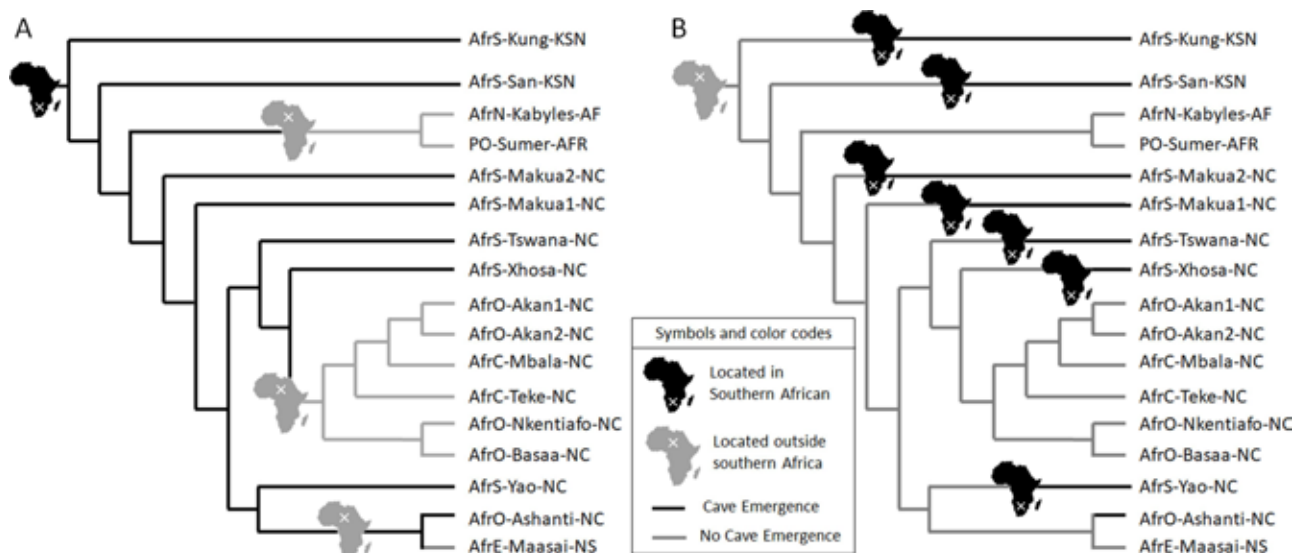 A
AfrS-Kung-KSN
AfrS-San-KSN
AfrN-Kabyles-AF
PO-Sumer-AFR
AfrS-Makua2-NC
AfrS-Makua1-NC
AfrS-Tswana-NC
AfrS-Xhosa-NC
AfrO-Akan1-NC
AfrO-Akan2-NC
AfrC-Mbala-NC
AfrC-Teke-NC
AfrO-Nkentiafo-NC
AfrO-Basaa-NC
AfrS-Yao-NC
AfrO-Ashanti-NC
AfrE-Maasai-NS
Symbols and color codes
Located in
Southern African
Located outside
southern Africa
Cave Emergence
No Cave Emergence
B
AfrS-Kung-KSN
AfrS-San-KSN
AfrN-Kabyles-AF
PO-Sumer-AFR
AfrS-Makua2-NC
AfrS-Makua1-NC
AfrS-Tswana-NC
AfrS-Xhosa-NC
AfrO-Akan1-NC
AfrO-Akan2-NC
AfrC-Mbala-NC
AfrC-Teke-NC
AfrO-Nkentiafo-NC
AfrO-Basaa-NC
AfrS-Yao-NC
AfrO-Ashanti-NC
AfrE-Maasai-NS